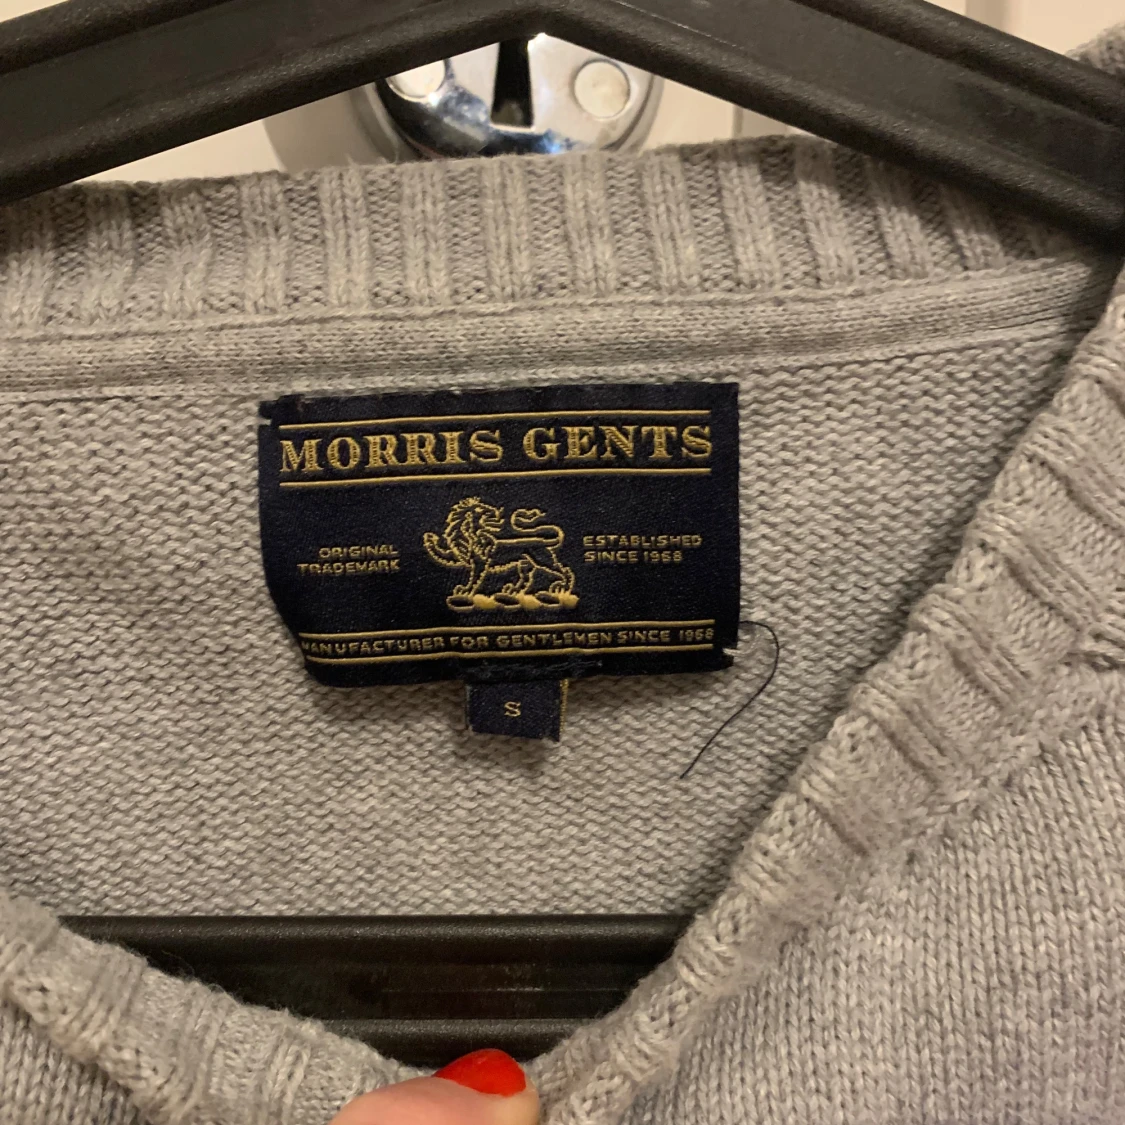 MORRIS GENTS
ORIGINAL
TRADEMARK
ESTABLISHED
SINCE 1968
MANUFACTURER FOR GENTLEMEN SINCE 1968
S